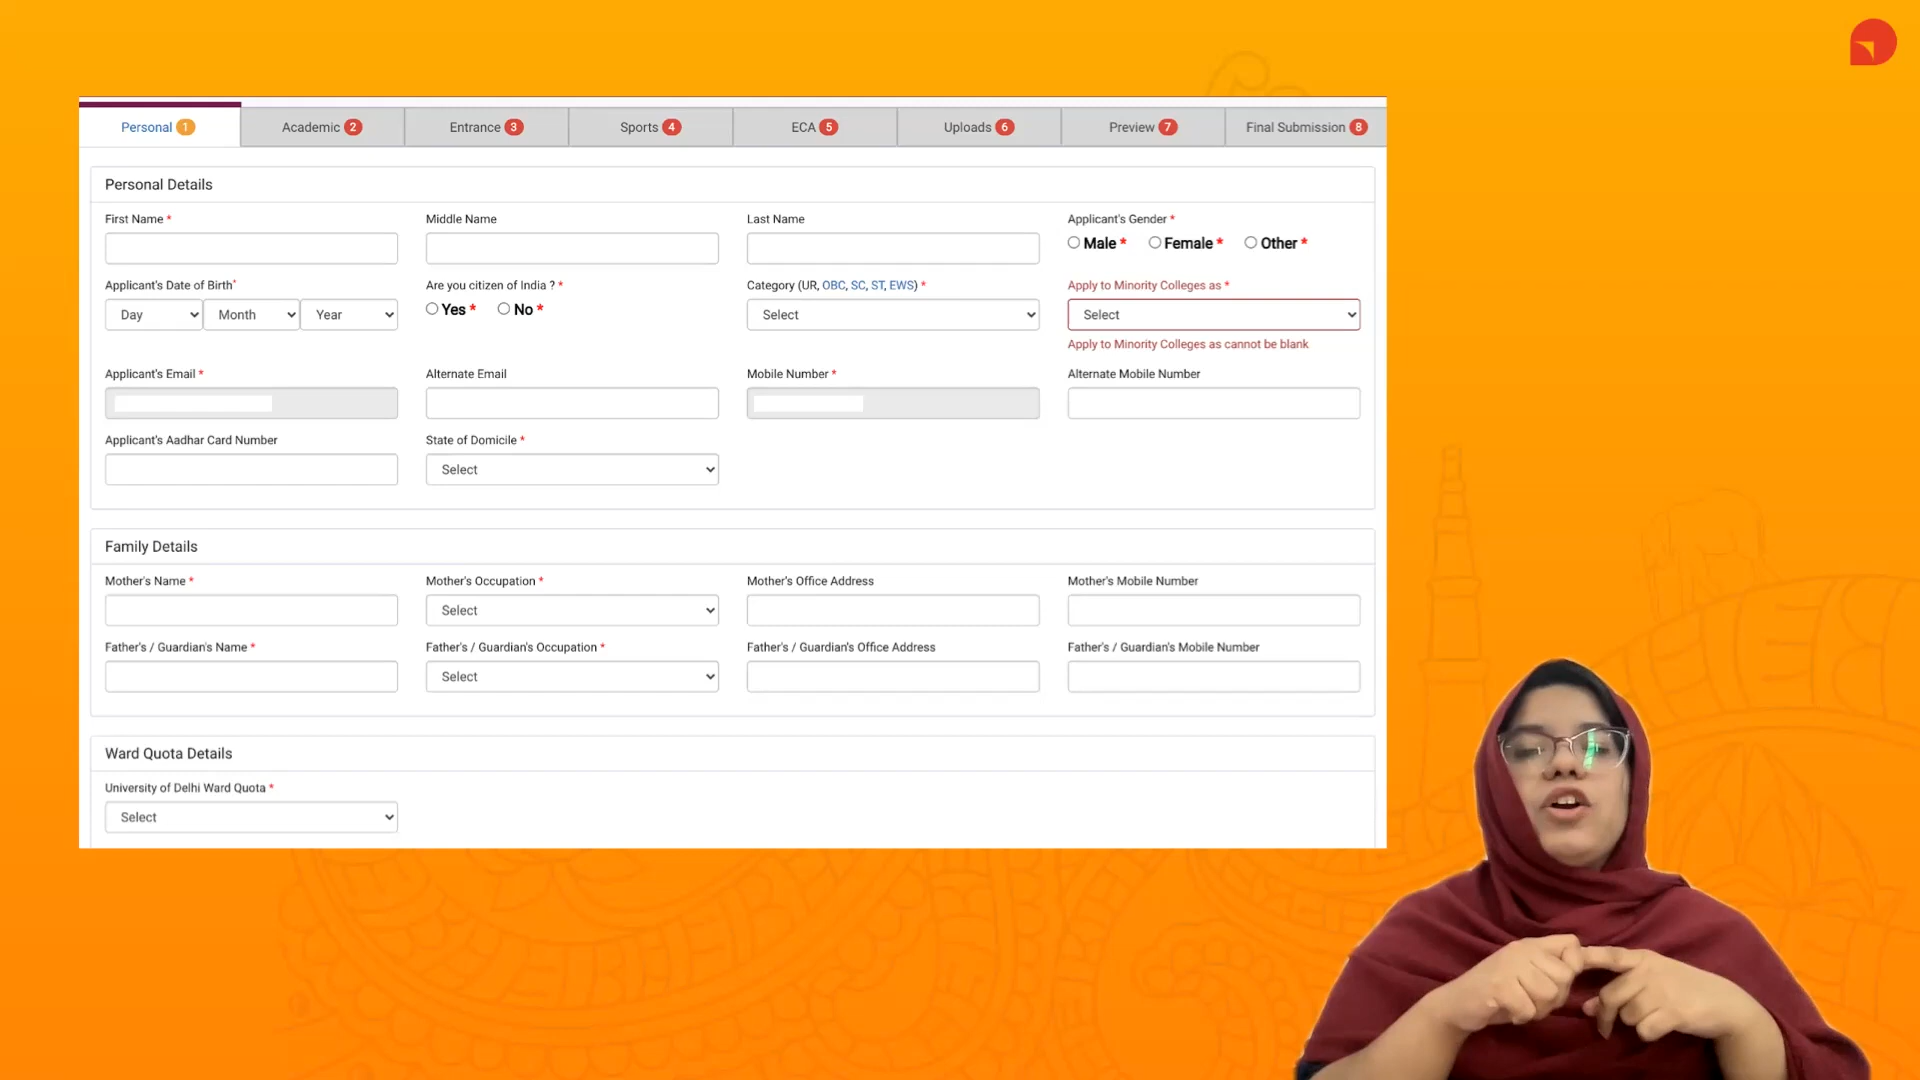 Personal 1 Academic 2 Entrance 3 Sports 4 ECA 5 Uploads 6 Preview 7 Final Submission 8
Personal Details
First Name * Middle Name Last Name Applicant's Gender *
Male * Female * Other *
Applicant's Date of Birth* Are you citizen of India ? * Category (UR, OBC, SC, ST, EWS) * Apply to Minority Colleges as *
Day Month Year Yes * No * Select Select
Apply to Minority Colleges as cannot be blank
Applicant's Email * Alternate Email Mobile Number * Alternate Mobile Number
Applicant's Aadhar Card Number State of Domicile *
Select
Family Details
Mother's Name * Mother's Occupation * Mother's Office Address Mother's Mobile Number
Select
Father's / Guardian's Name * Father's / Guardian's Occupation * Father's / Guardian's Office Address Father's / Guardian's Mobile Number
Select
Ward Quota Details
University of Delhi Ward Quota *
Select